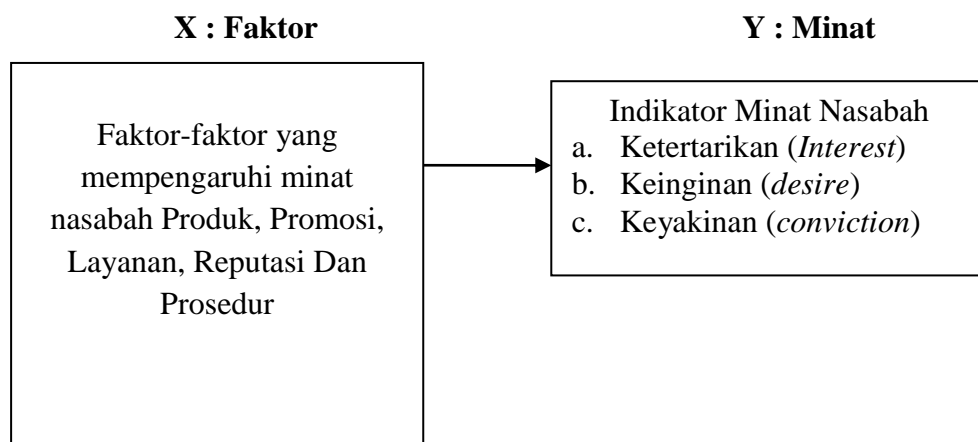 X : Faktor
Y : Minat
Faktor-faktor yang
mempengaruhi minat
nasabah Produk, Promosi,
Layanan, Reputasi Dan
Prosedur
Indikator Minat Nasabah
a. Ketertarikan (Interest)
b. Keinginan (desire)
c. Keyakinan (conviction)